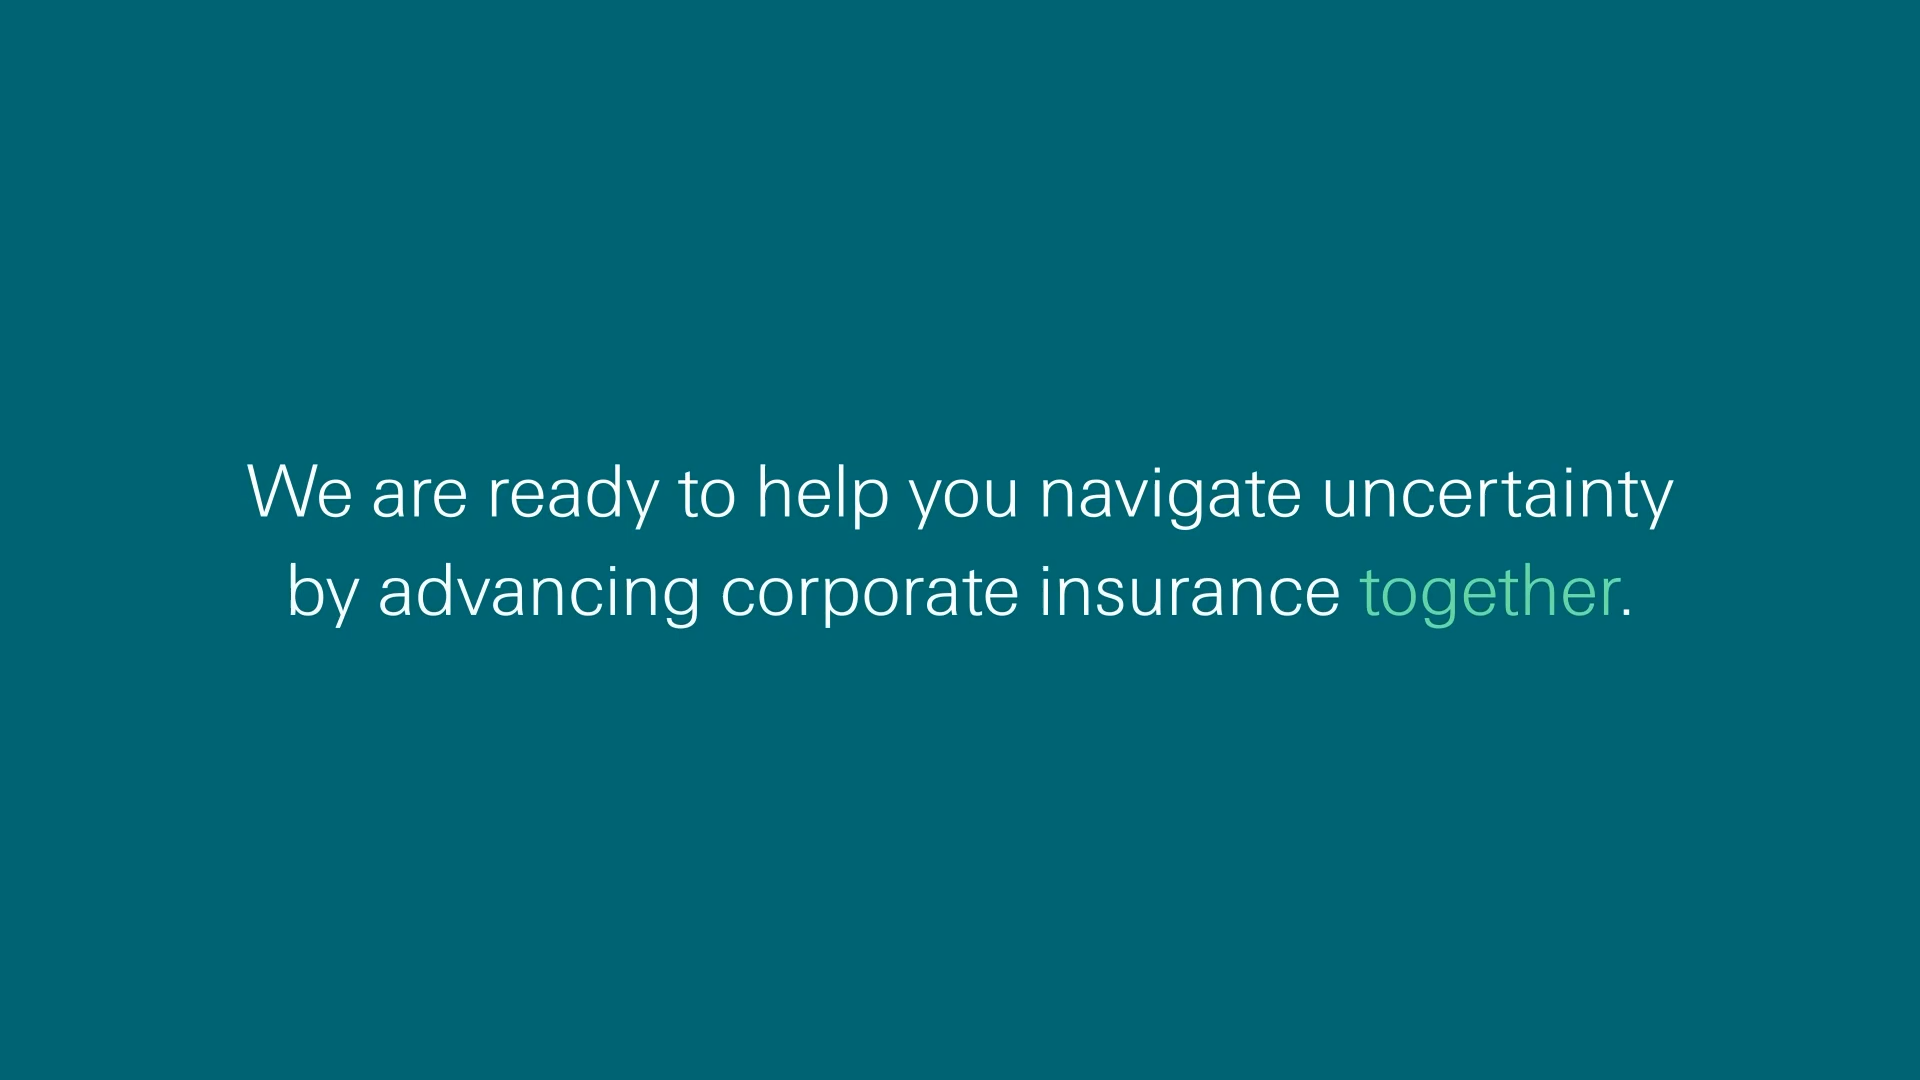 We are ready to help you navigate uncertainty
by advancing corporate insurance together.